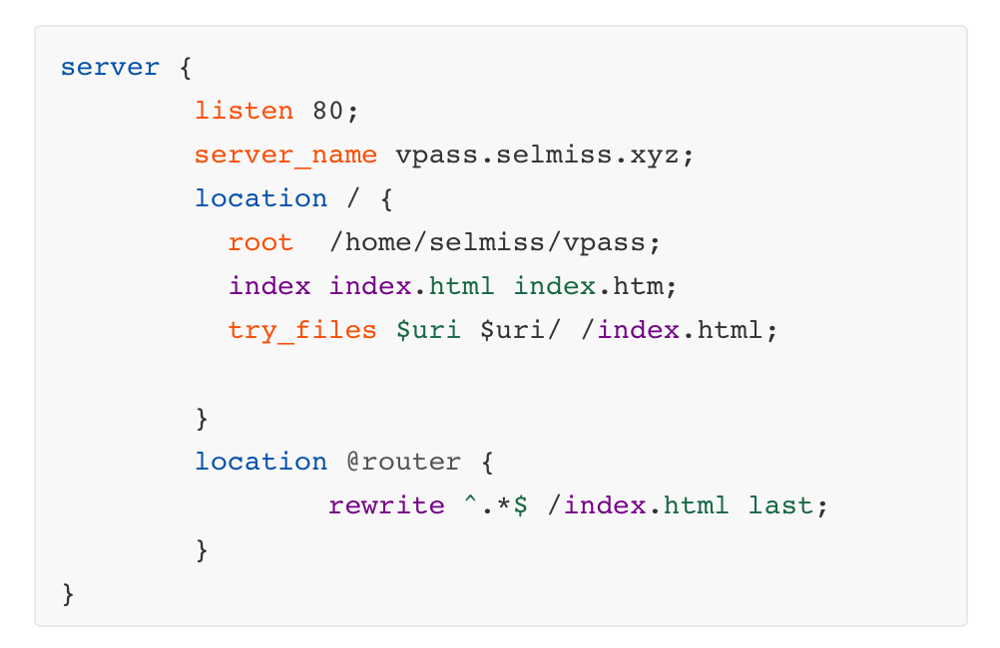 server {
listen 80;
server_name vpass.selmiss.xyz;
location / {
root  /home/selmiss/vpass;
index index.html index.htm;
try_files $uri $uri/ /index.html;
}
location @router {
rewrite ^.*$ /index.html last;
}
}